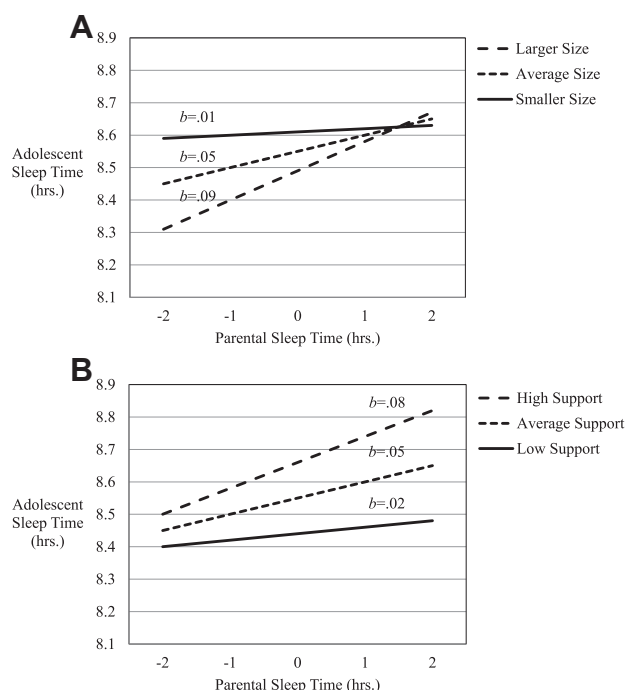 A
8.9
8.8
8.7
8.6
8.5
8.4
8.3
8.2
8.1
Adolescent
Sleep Time
(hrs.)
b=.01
b=.05
b=.09
-2 -1 0 1 2
Parental Sleep Time (hrs.)
Larger Size
Average Size
Smaller Size
B
8.9
8.8
8.7
8.6
8.5
8.4
8.3
8.2
8.1
Adolescent
Sleep Time
(hrs.)
b=.08
b=.05
b=.02
-2 -1 0 1 2
Parental Sleep Time (hrs.)
High Support
Average Support
Low Support